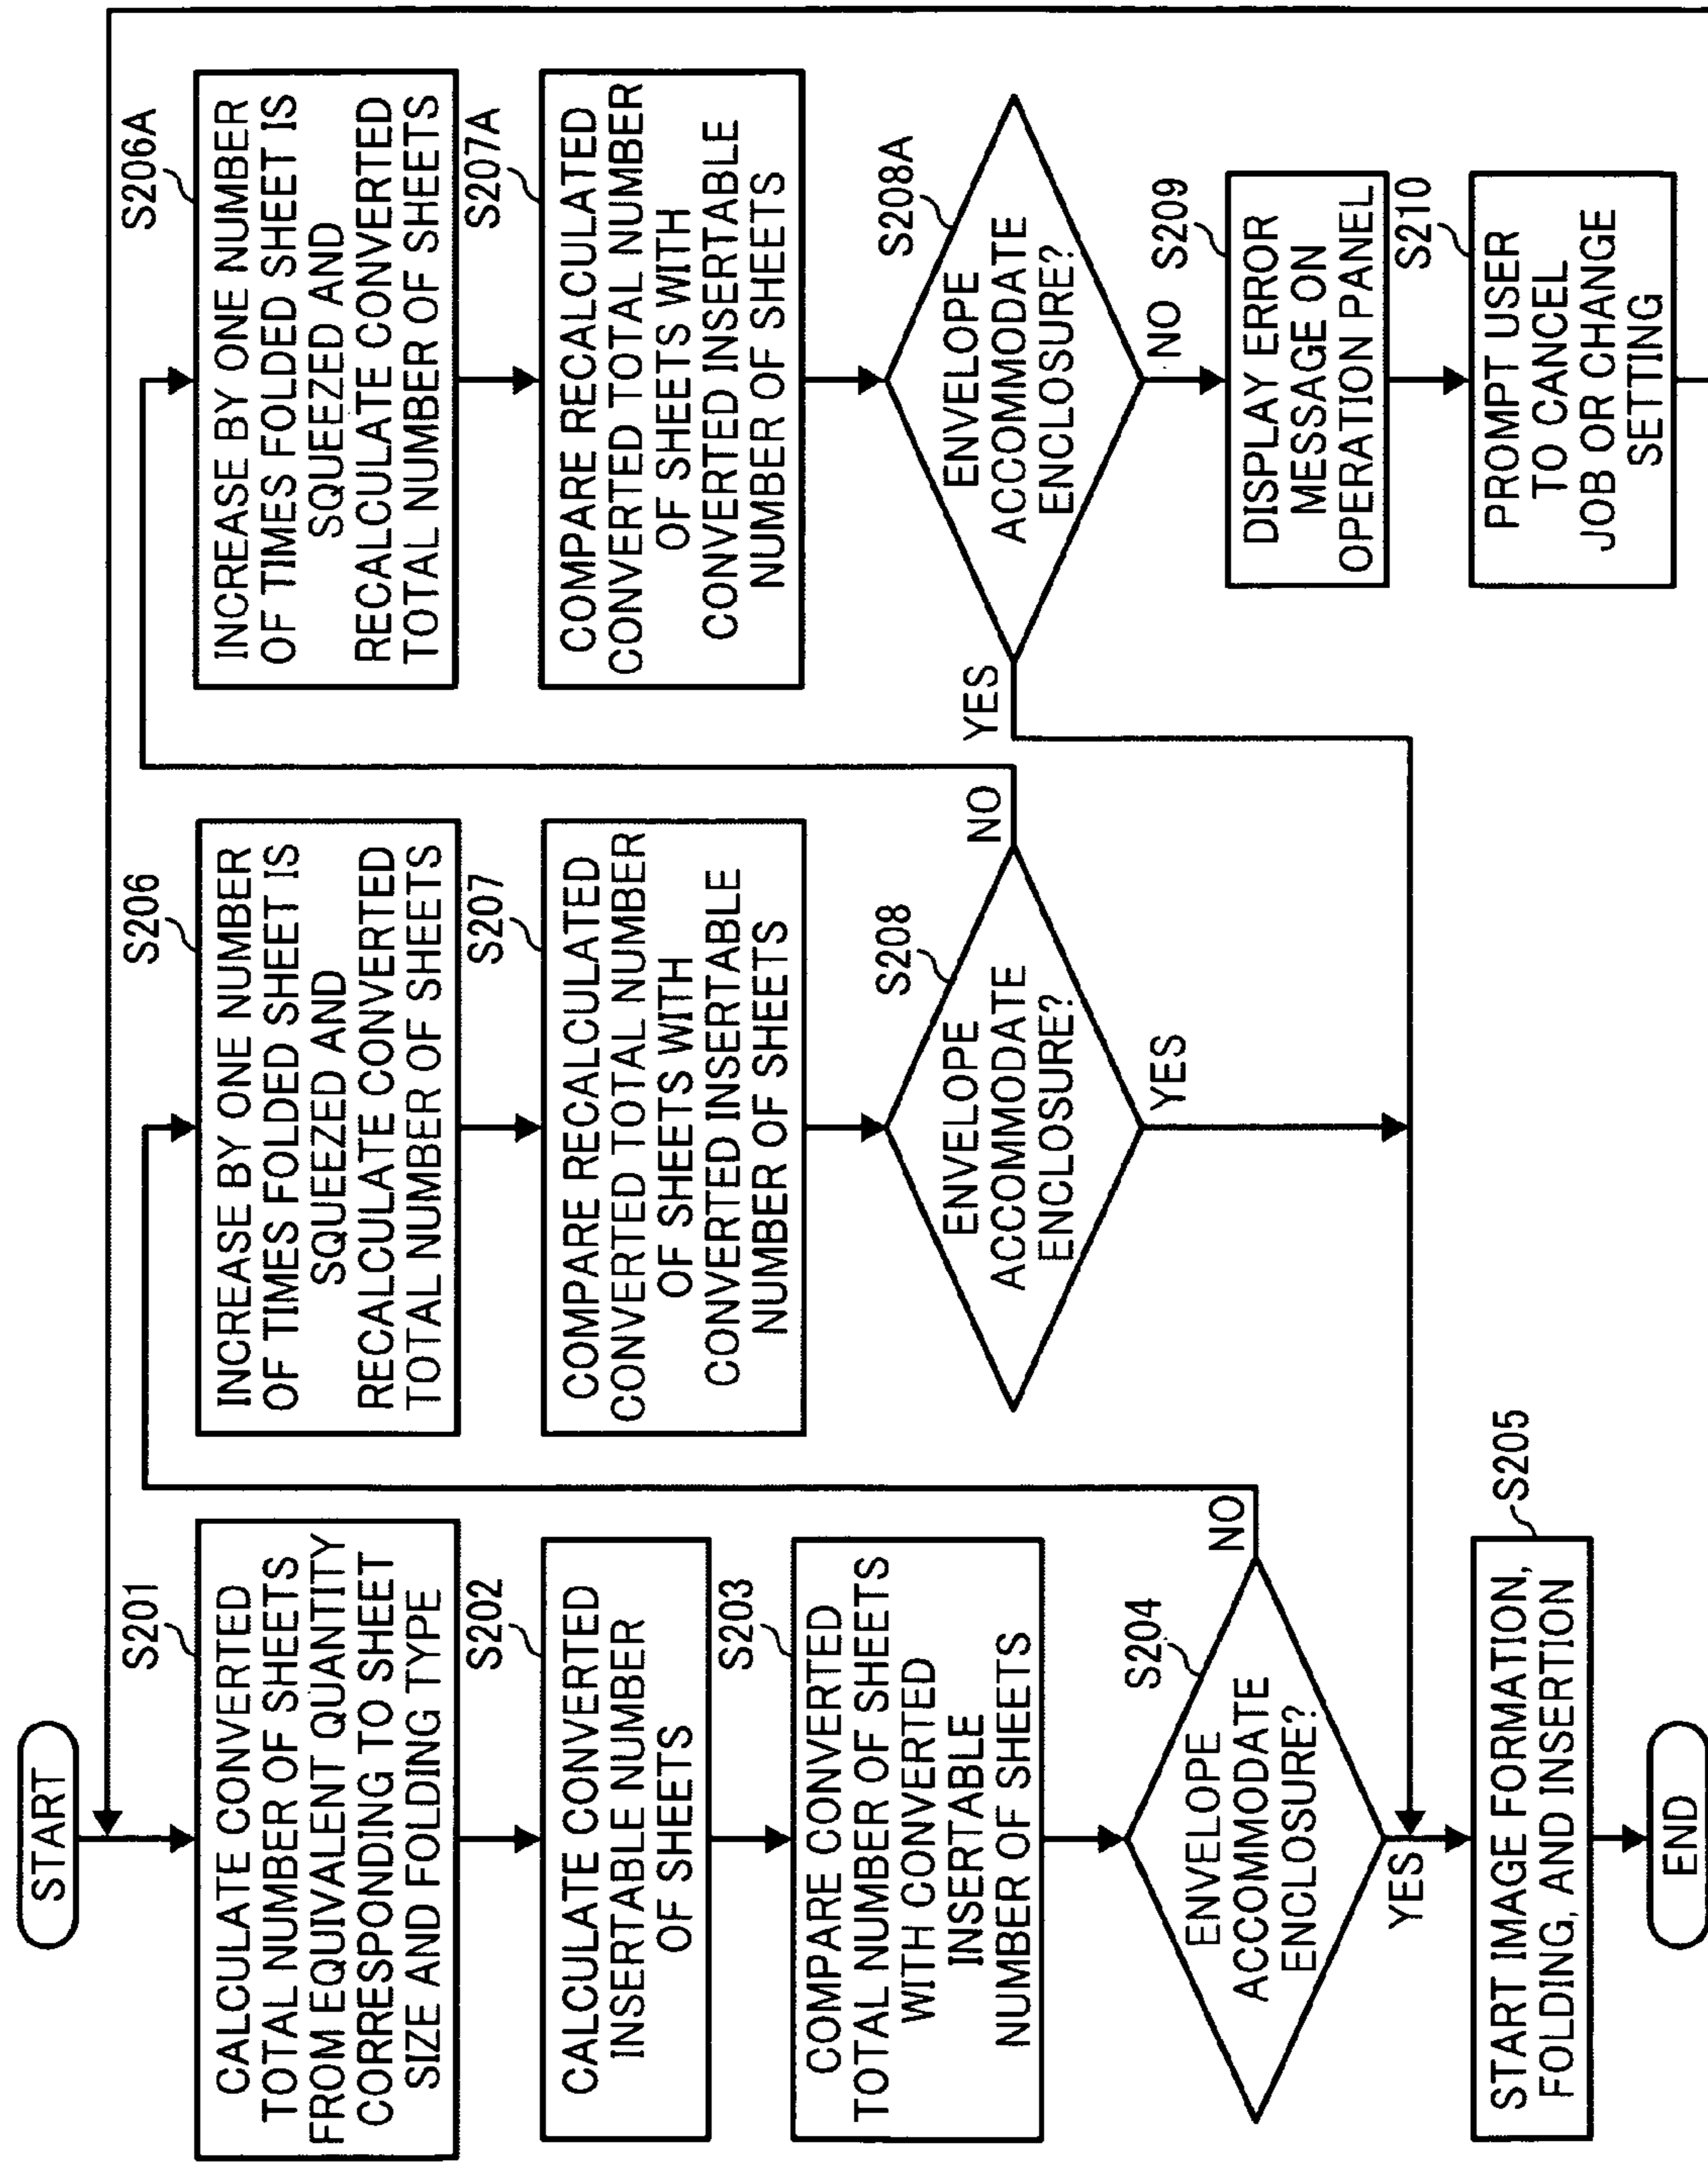 START
S201
CALCULATE CONVERTED
TOTAL NUMBER OF SHEETS
FROM EQUIVALENT QUANTITY
CORRESPONDING TO SHEET
SIZE AND FOLDING TYPE
S202
CALCULATE CONVERTED
INSERTABLE NUMBER
OF SHEETS
S203
COMPARE CONVERTED
TOTAL NUMBER OF SHEETS
WITH CONVERTED
INSERTABLE
NUMBER OF SHEETS
S204
ENVELOPE
ACCOMMODATE
ENCLOSURE?
NO
YES
S205
START IMAGE FORMATION,
FOLDING, AND INSERTION
END
S206
INCREASE BY ONE NUMBER
OF TIMES FOLDED SHEET IS
SQUEEZED AND
RECALCULATE CONVERTED
TOTAL NUMBER OF SHEETS
S207
COMPARE RECALCULATED
CONVERTED TOTAL NUMBER
OF SHEETS WITH
CONVERTED INSERTABLE
NUMBER OF SHEETS
S208
ENVELOPE
ACCOMMODATE
ENCLOSURE?
NO
YES
S206A
INCREASE BY ONE NUMBER
OF TIMES FOLDED SHEET IS
SQUEEZED AND
RECALCULATE CONVERTED
TOTAL NUMBER OF SHEETS
S207A
COMPARE RECALCULATED
CONVERTED TOTAL NUMBER
OF SHEETS WITH
CONVERTED INSERTABLE
NUMBER OF SHEETS
S208A
ENVELOPE
ACCOMMODATE
ENCLOSURE?
YES
NO
S209
DISPLAY ERROR
MESSAGE ON
OPERATION PANEL
S210
PROMPT USER
TO CANCEL
JOB OR CHANGE
SETTING